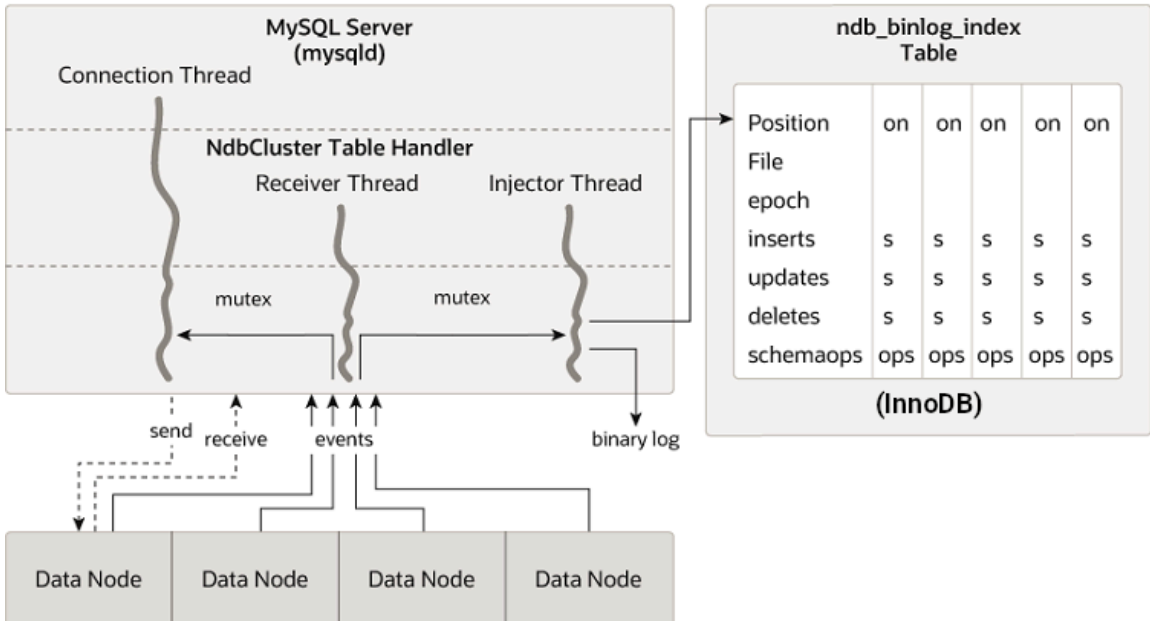 MySQL Server
(mysqld)
Connection Thread
NdbCluster Table Handler
Receiver Thread
Injector Thread
mutex
mutex
send
receive
events
binary log
Data Node
Data Node
Data Node
Data Node
ndb_binlog_index
Table
Position on on on on on
File
epoch
inserts s s s s s
updates s s s s s
deletes s s s s s
schemaops ops ops ops ops ops
(InnoDB)